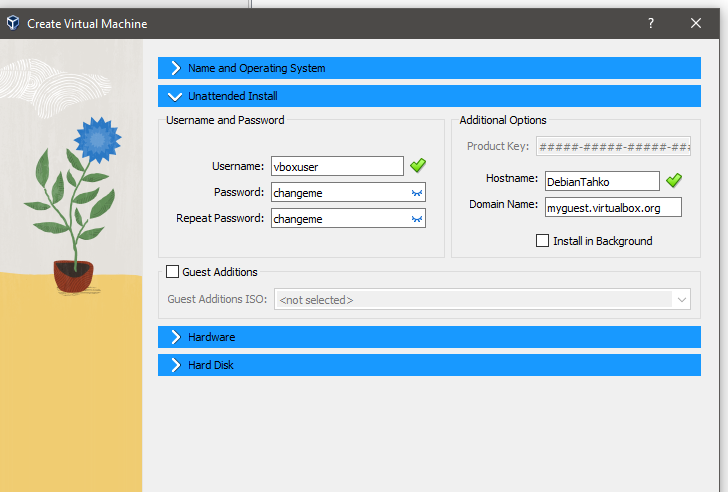 Create Virtual Machine
Name and Operating System
Unattended Install
Username and Password
Username: vboxuser
Password: changeme
Repeat Password: changeme
Additional Options
Product Key: #####-#####-#####-###
Hostname: DebianTahko
Domain Name: myguest.virtualbox.org
Install in Background
Guest Additions
Guest Additions ISO: <not selected>
Hardware
Hard Disk